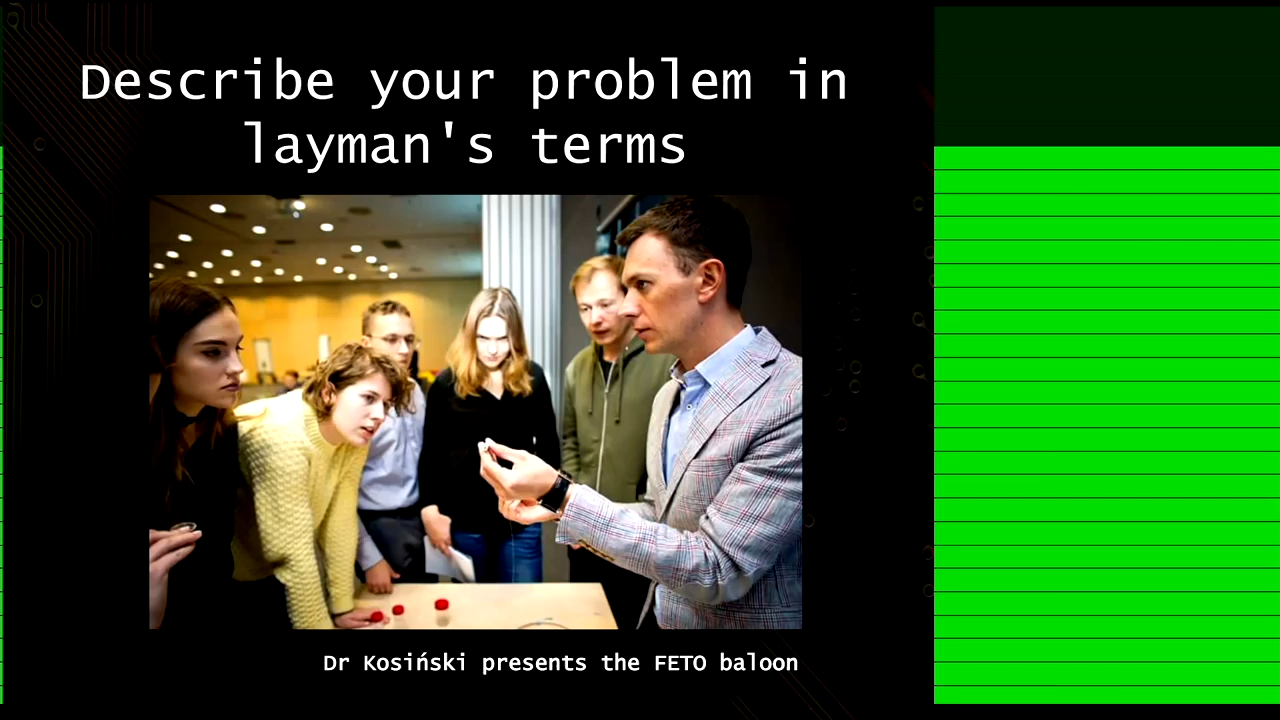 Describe your problem in
layman's terms
Dr Kosiński presents the FETO baloon